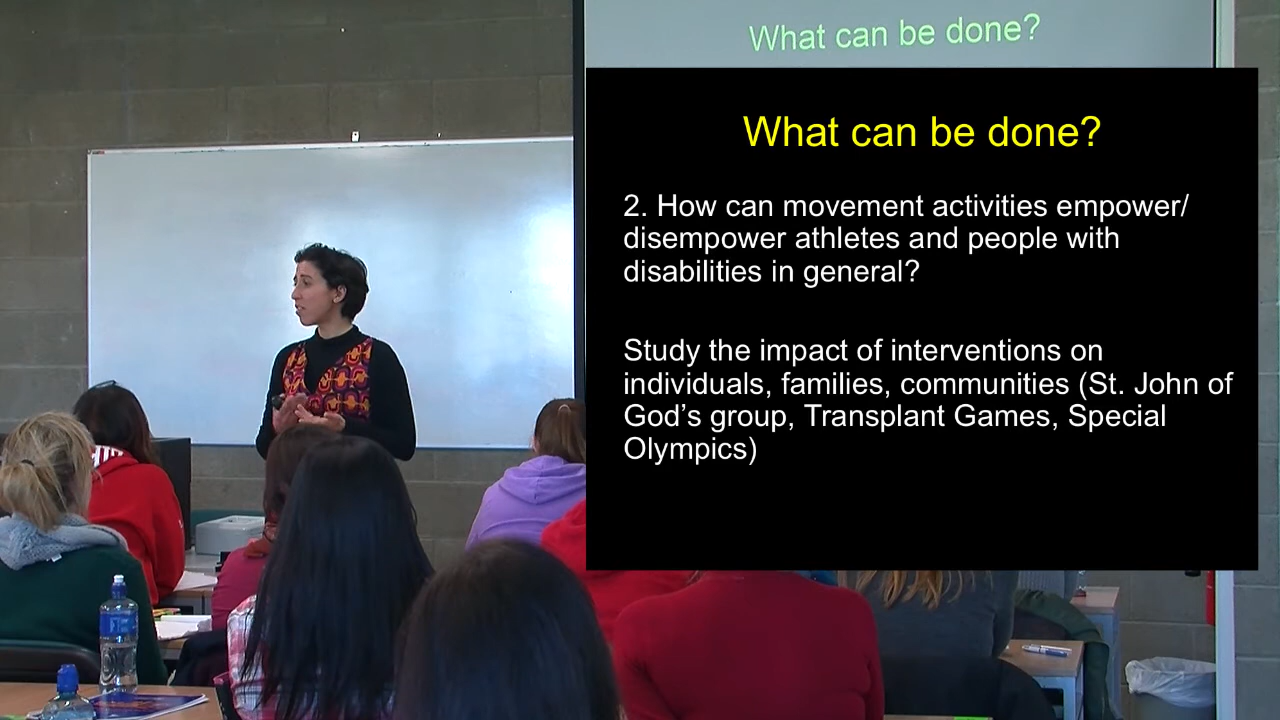 What can be done?
What can be done?
2. How can movement activities empower/
disempower athletes and people with
disabilities in general?
Study the impact of interventions on
individuals, families, communities (St. John of
God’s group, Transplant Games, Special
Olympics)